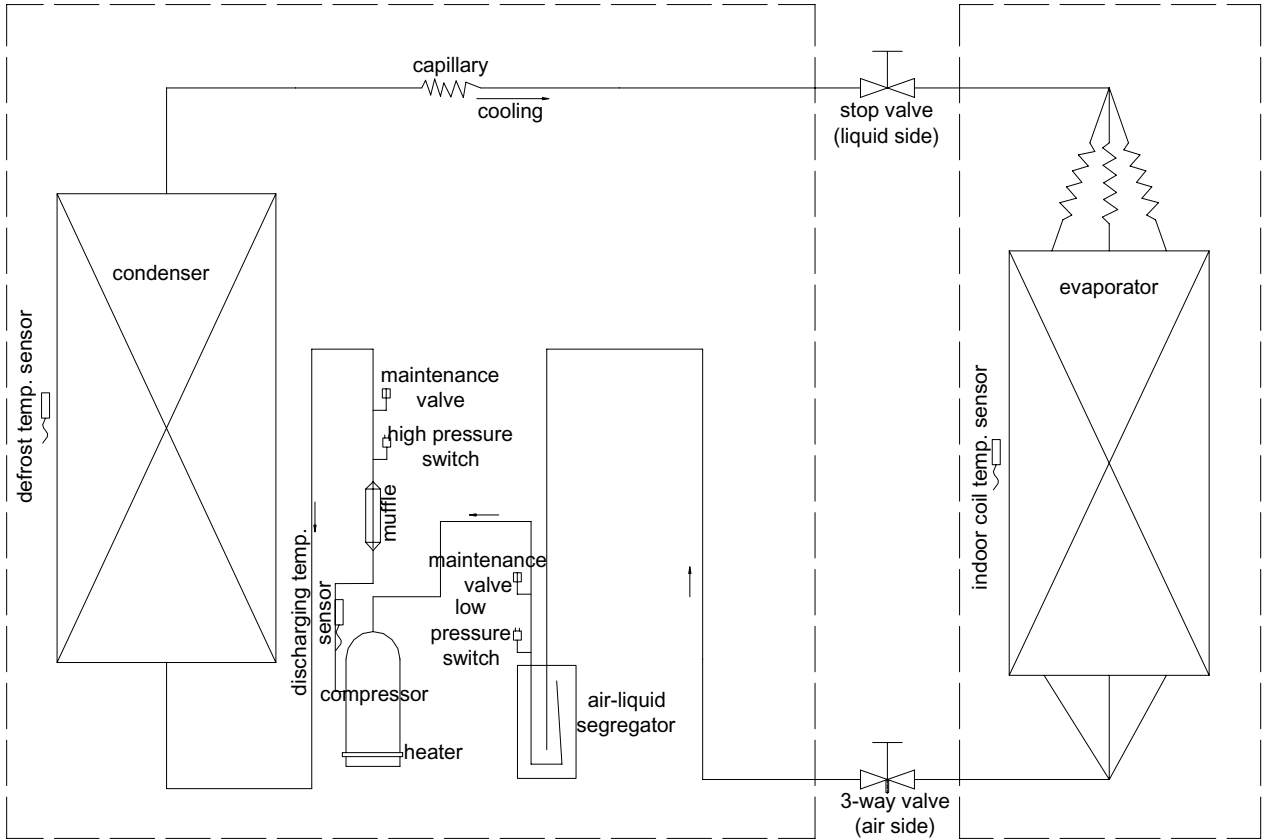 capillary
cooling
stop valve
(liquid side)
condenser
evaporator
defrost temp. sensor
maintenance
valve
high pressure
switch
muffle
discharging temp.
sensor
maintenance
valve
low
pressure
switch
compressor
heater
air-liquid
segregator
indoor coil temp. sensor
3-way valve
(air side)